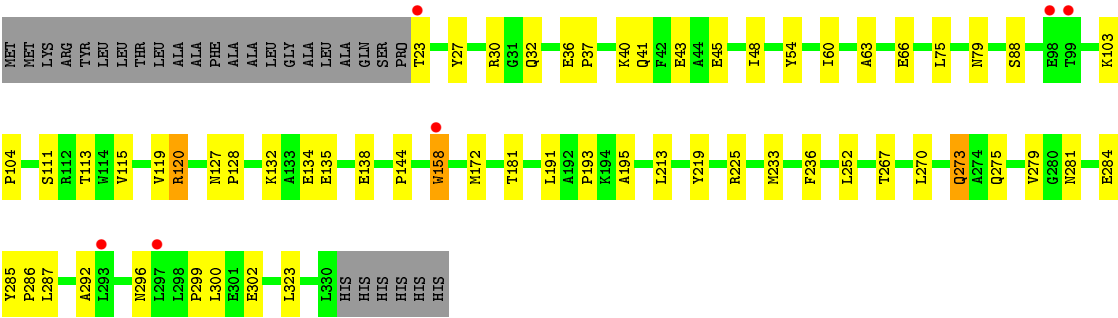 MET MET LYS ARG TYR LEU LEU THR LEU ALA ALA PHE ALA ALA LEU GLY ALA LEU ALA GLN SER PRO T23 Y27 R30 G31 Q32 E36 P37 K40 Q41 F42 E43 A44 E45 I48 Y54 I60 A63 E66 L75 N79 S88 E98 T99 K103
P104 S111 R112 T113 W114 V115 V119 R120 N127 P128 K132 A133 E134 E135 E138 P144 W158 M172 T181 L191 A192 P193 K194 A195 L213 Y219 R225 M233 F236 L252 T267 L270 Q273 A274 Q275 V279 G280 N281 E284
Y285 P286 L287 A292 L293 N296 L297 L298 P299 L300 E301 E302 L323 L330 HIS HIS HIS HIS HIS HIS